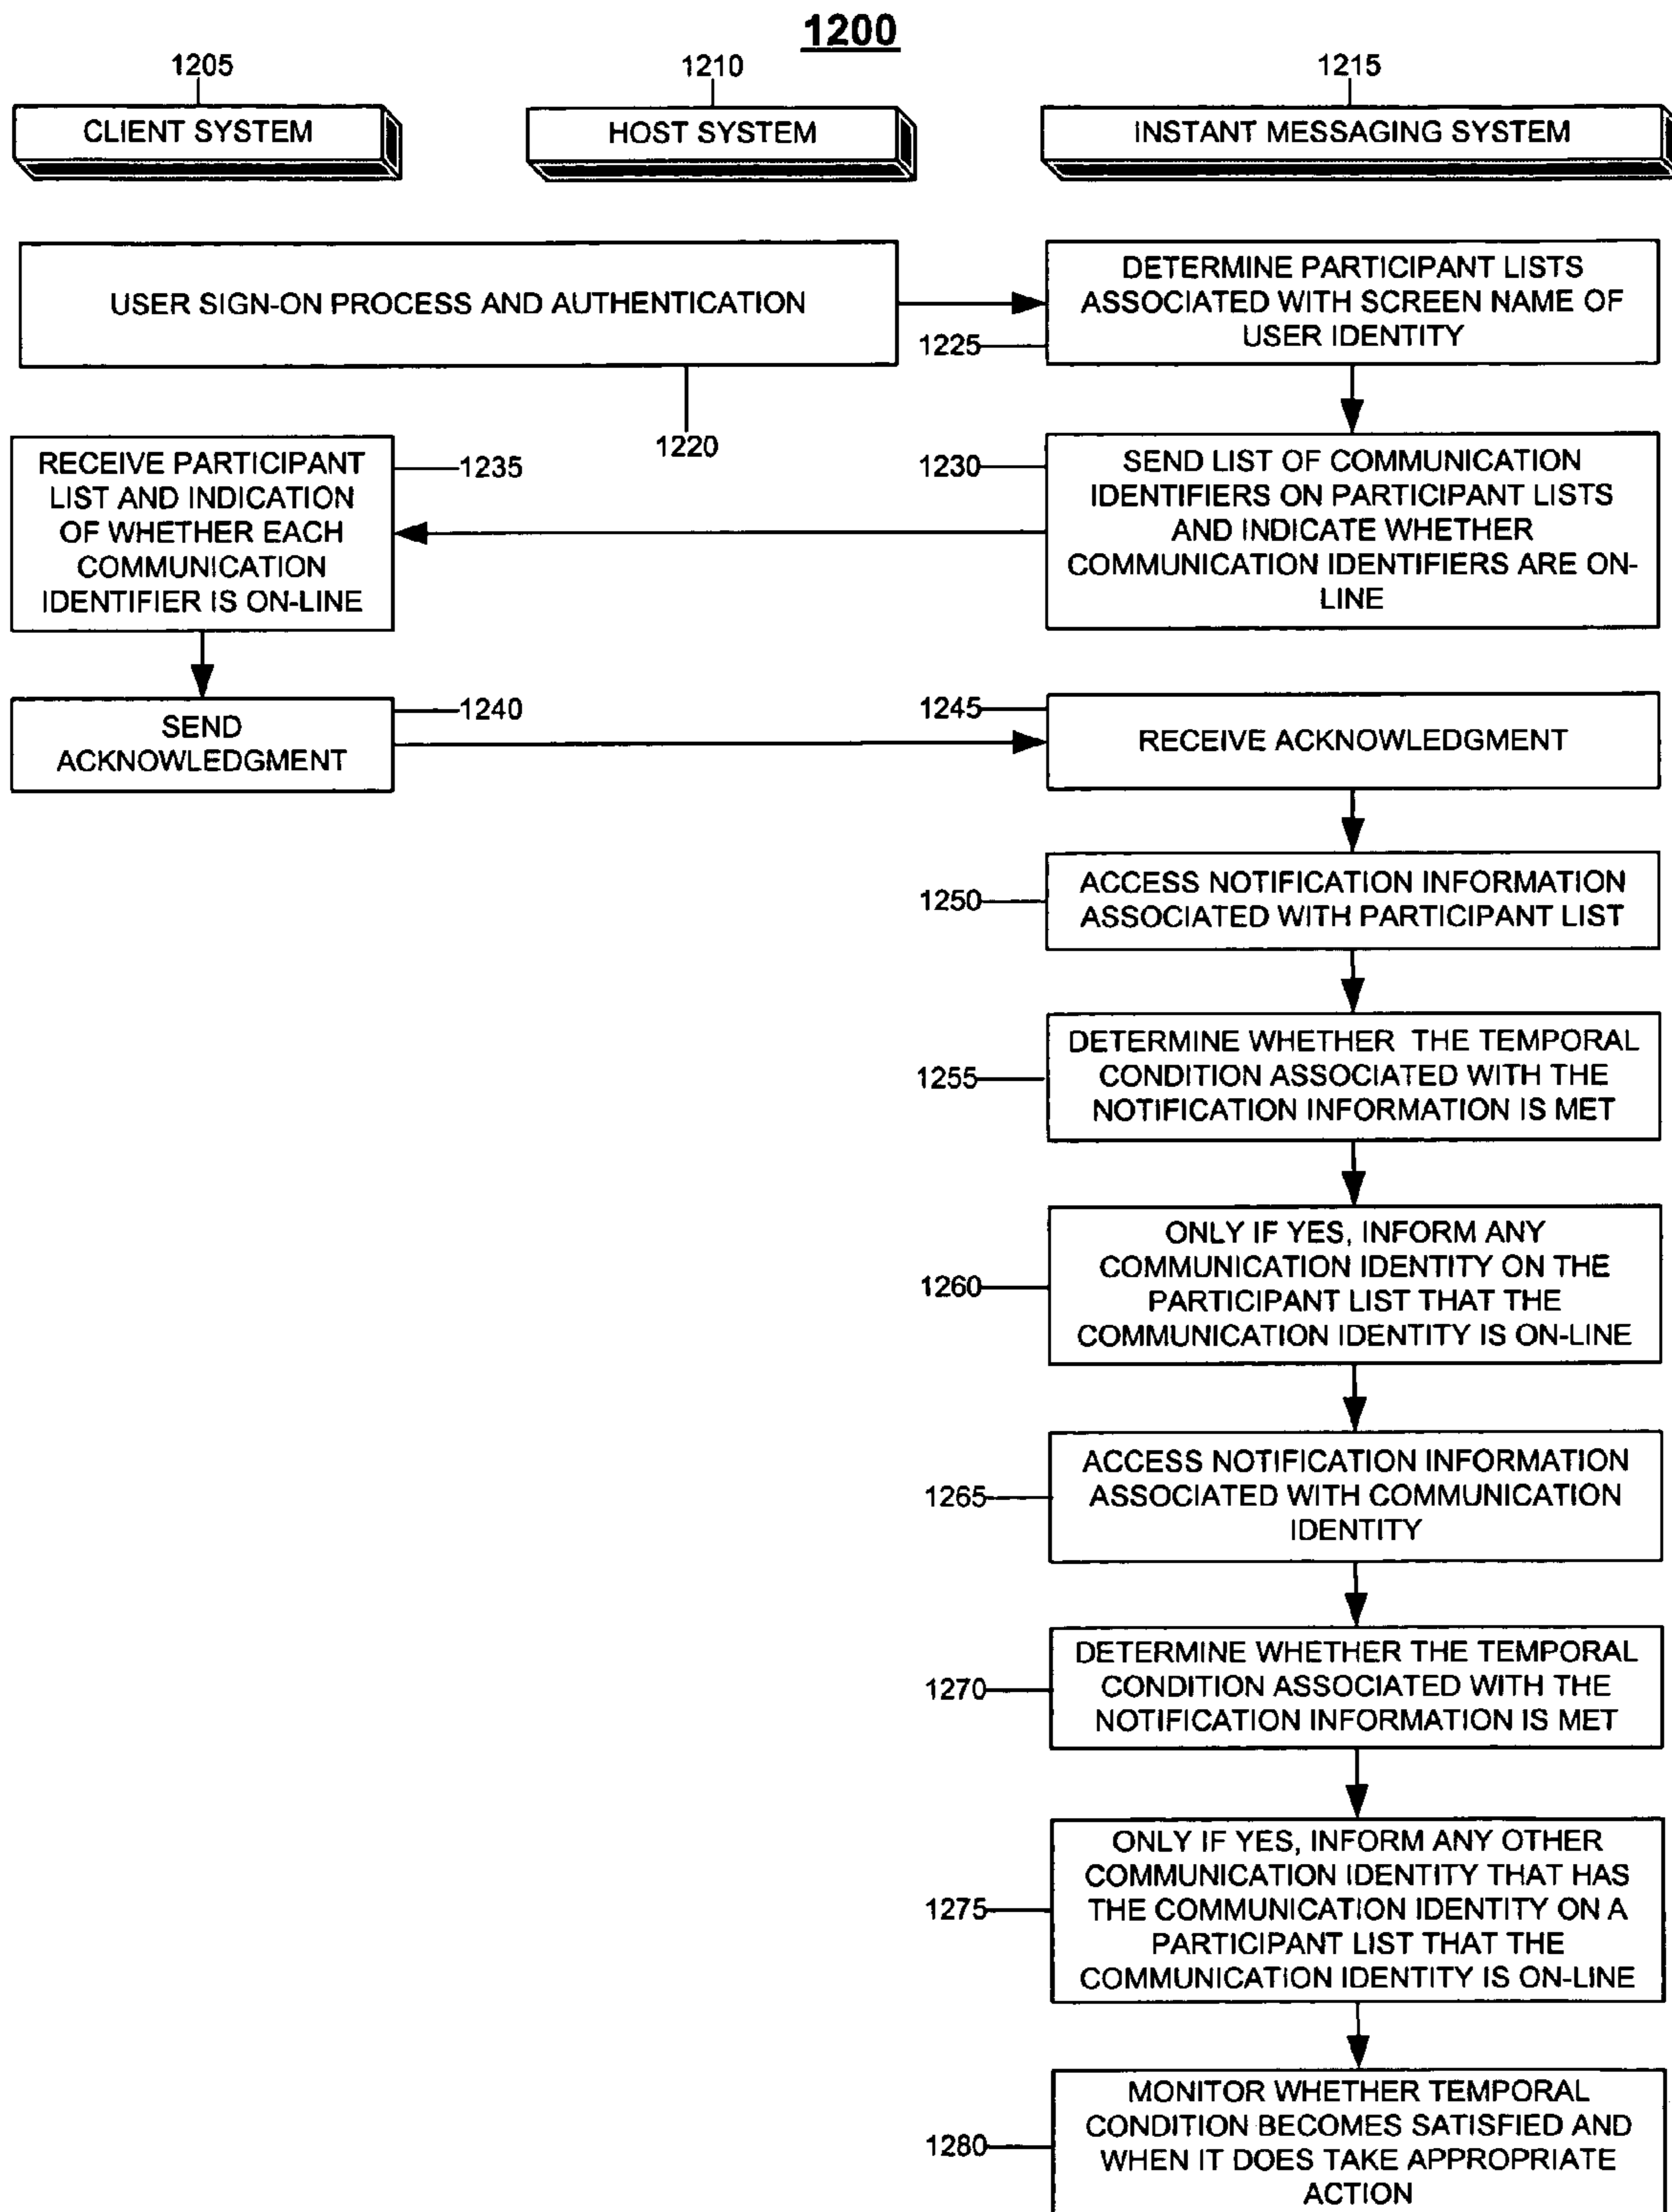 1200
1205
1210
1215
CLIENT SYSTEM
HOST SYSTEM
INSTANT MESSAGING SYSTEM
USER SIGN-ON PROCESS AND AUTHENTICATION
1220
DETERMINE PARTICIPANT LISTS
ASSOCIATED WITH SCREEN NAME OF
USER IDENTITY
1225
RECEIVE PARTICIPANT
LIST AND INDICATION
OF WHETHER EACH
COMMUNICATION
IDENTIFIER IS ON-LINE
1235
1230
SEND LIST OF COMMUNICATION
IDENTIFIERS ON PARTICIPANT LISTS
AND INDICATE WHETHER
COMMUNICATION IDENTIFIERS ARE ON-
LINE
SEND
ACKNOWLEDGMENT
1240
1245
RECEIVE ACKNOWLEDGMENT
1250
ACCESS NOTIFICATION INFORMATION
ASSOCIATED WITH PARTICIPANT LIST
1255
DETERMINE WHETHER THE TEMPORAL
CONDITION ASSOCIATED WITH THE
NOTIFICATION INFORMATION IS MET
1260
ONLY IF YES, INFORM ANY
COMMUNICATION IDENTITY ON THE
PARTICIPANT LIST THAT THE
COMMUNICATION IDENTITY IS ON-LINE
1265
ACCESS NOTIFICATION INFORMATION
ASSOCIATED WITH COMMUNICATION
IDENTITY
1270
DETERMINE WHETHER THE TEMPORAL
CONDITION ASSOCIATED WITH THE
NOTIFICATION INFORMATION IS MET
1275
ONLY IF YES, INFORM ANY OTHER
COMMUNICATION IDENTITY THAT HAS
THE COMMUNICATION IDENTITY ON A
PARTICIPANT LIST THAT THE
COMMUNICATION IDENTITY IS ON-LINE
1280
MONITOR WHETHER TEMPORAL
CONDITION BECOMES SATISFIED AND
WHEN IT DOES TAKE APPROPRIATE
ACTION